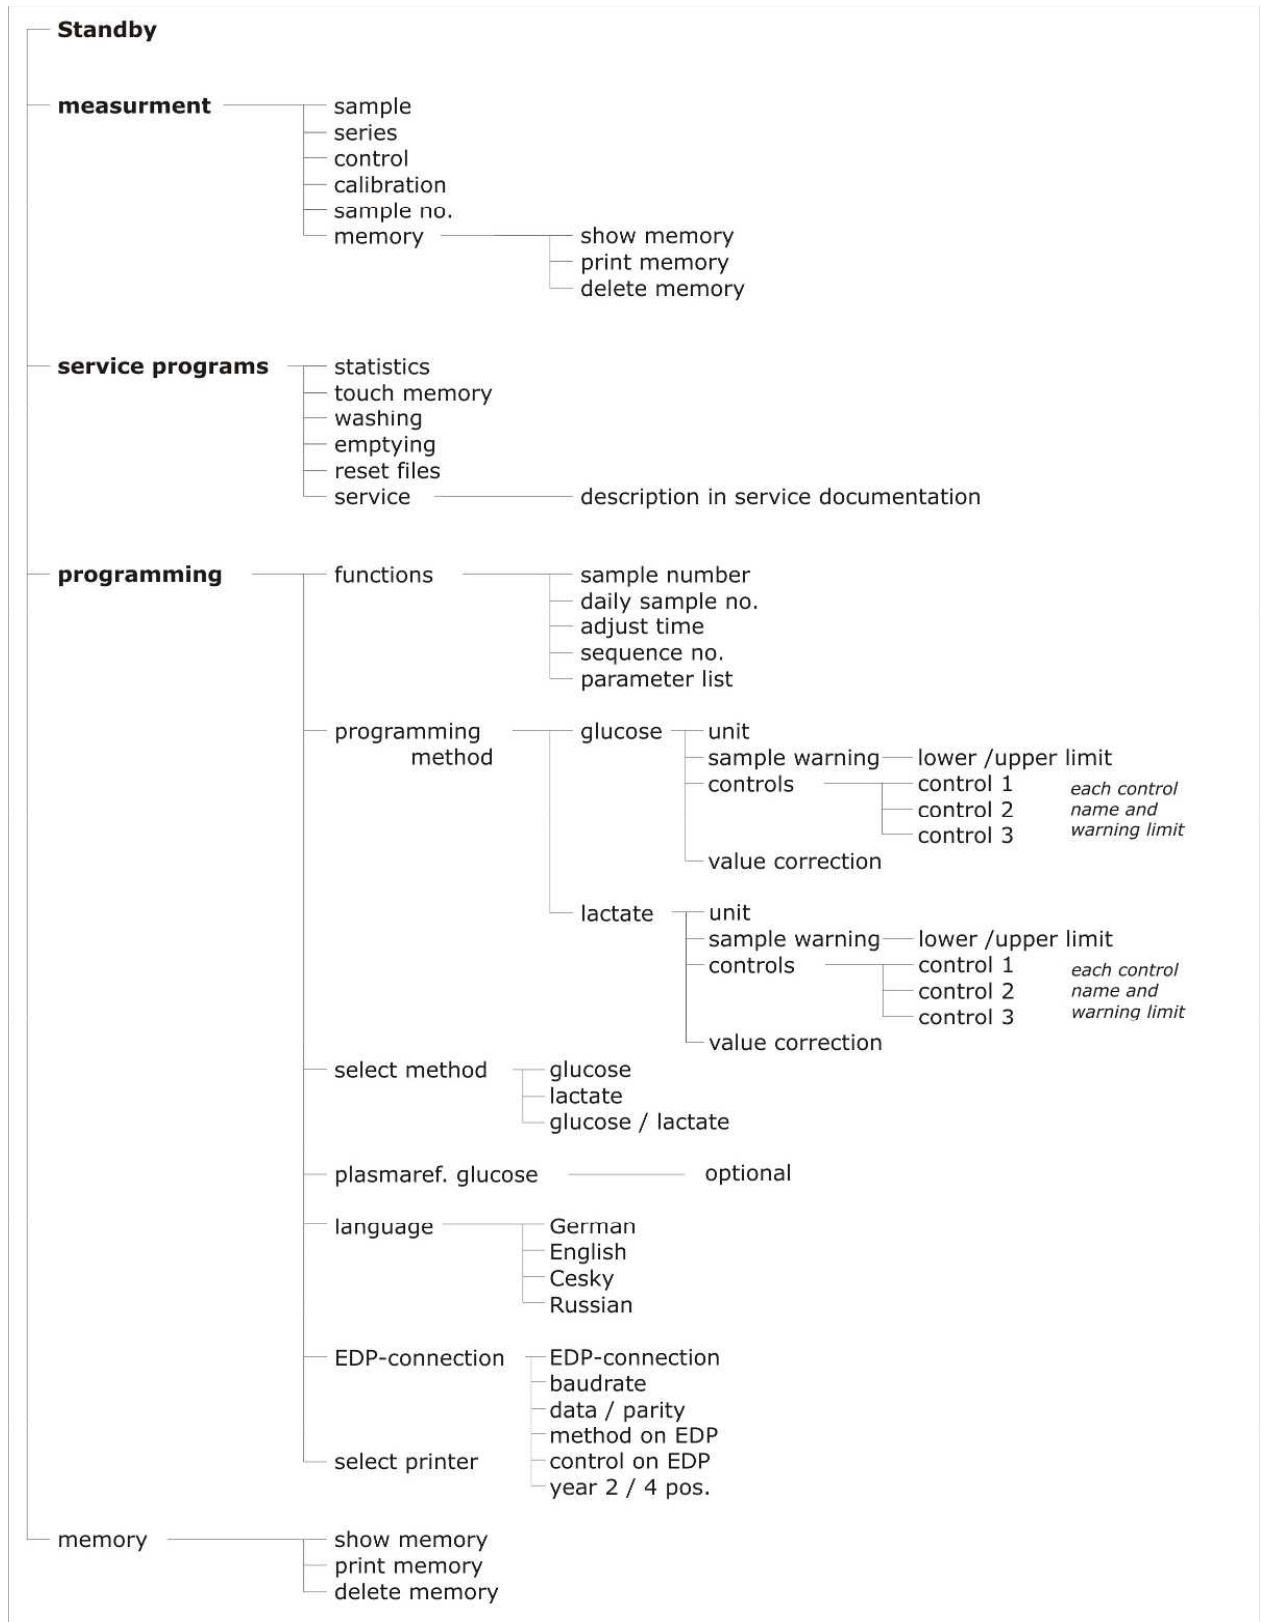 Standby
measurment
sample
series
control
calibration
sample no.
memory
show memory
print memory
delete memory
service programs
statistics
touch memory
washing
emptying
reset files
service
description in service documentation
programming
functions
sample number
daily sample no.
adjust time
sequence no.
parameter list
programming
method
glucose
unit
sample warning
lower /upper limit
controls
control 1
control 2
control 3
each control
name and
warning limit
value correction
lactate
unit
sample warning
lower /upper limit
controls
control 1
control 2
control 3
each control
name and
warning limit
value correction
select method
glucose
lactate
glucose / lactate
plasmaref. glucose
optional
language
German
English
Cesky
Russian
EDP-connection
EDP-connection
baudrate
data / parity
method on EDP
control on EDP
year 2 / 4 pos.
select printer
memory
show memory
print memory
delete memory